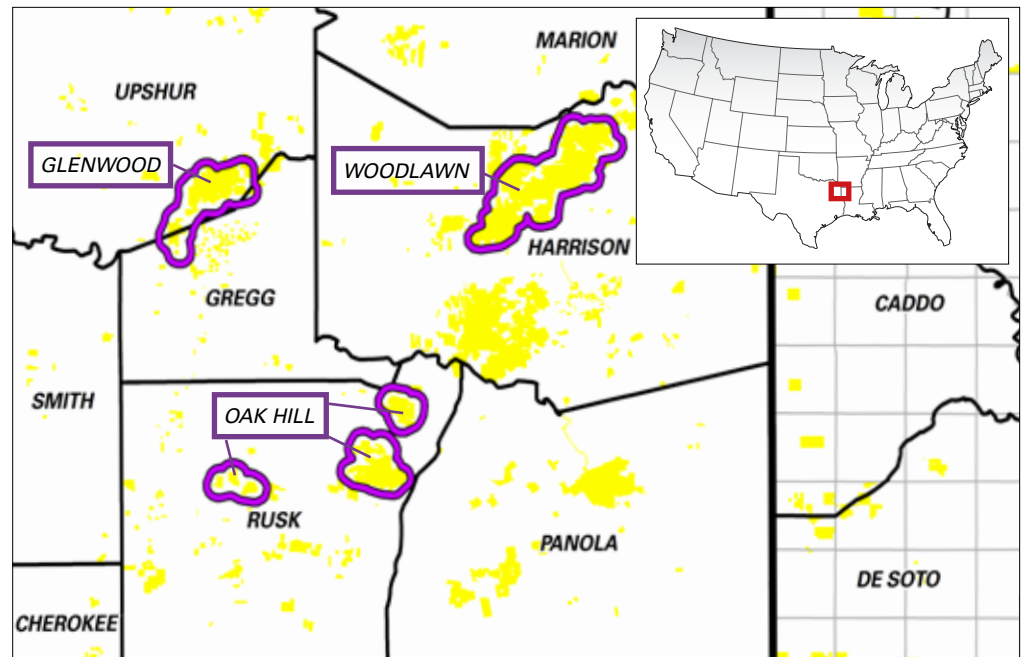 MARION
UPSHUR
GLENWOOD
WOODLAWN
HARRISON
GREGG
CADDO
SMITH
OAK HILL
RUSK
PANOLA
DE SOTO
CHEROKEE